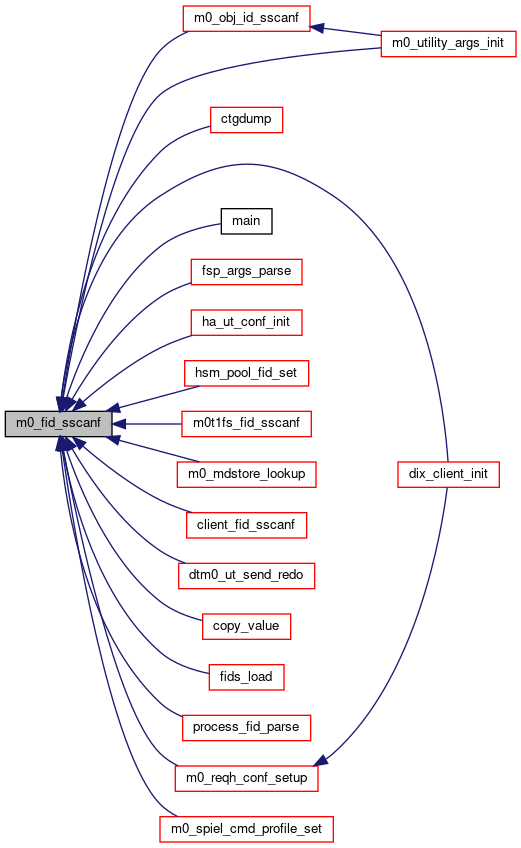 m0_obj_id_sscanf
m0_utility_args_init
ctgdump
main
fsp_args_parse
ha_ut_conf_init
hsm_pool_fid_set
m0_fid_sscanf
m0t1fs_fid_sscanf
m0_mdstore_lookup
dix_client_init
client_fid_sscanf
dtm0_ut_send_redo
copy_value
fids_load
process_fid_parse
m0_reqh_conf_setup
m0_spiel_cmd_profile_set